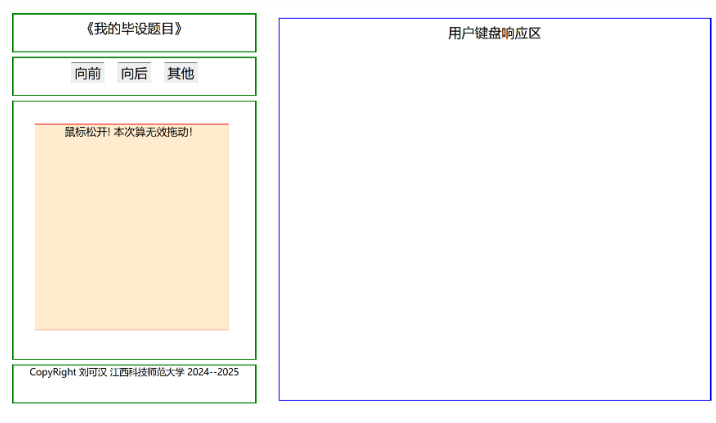 《我的毕设题目》
向前 向后 其他
鼠标松开! 本次算无效拖动!
CopyRight 刘可汉 江西科技师范大学 2024--2025
用户键盘响应区